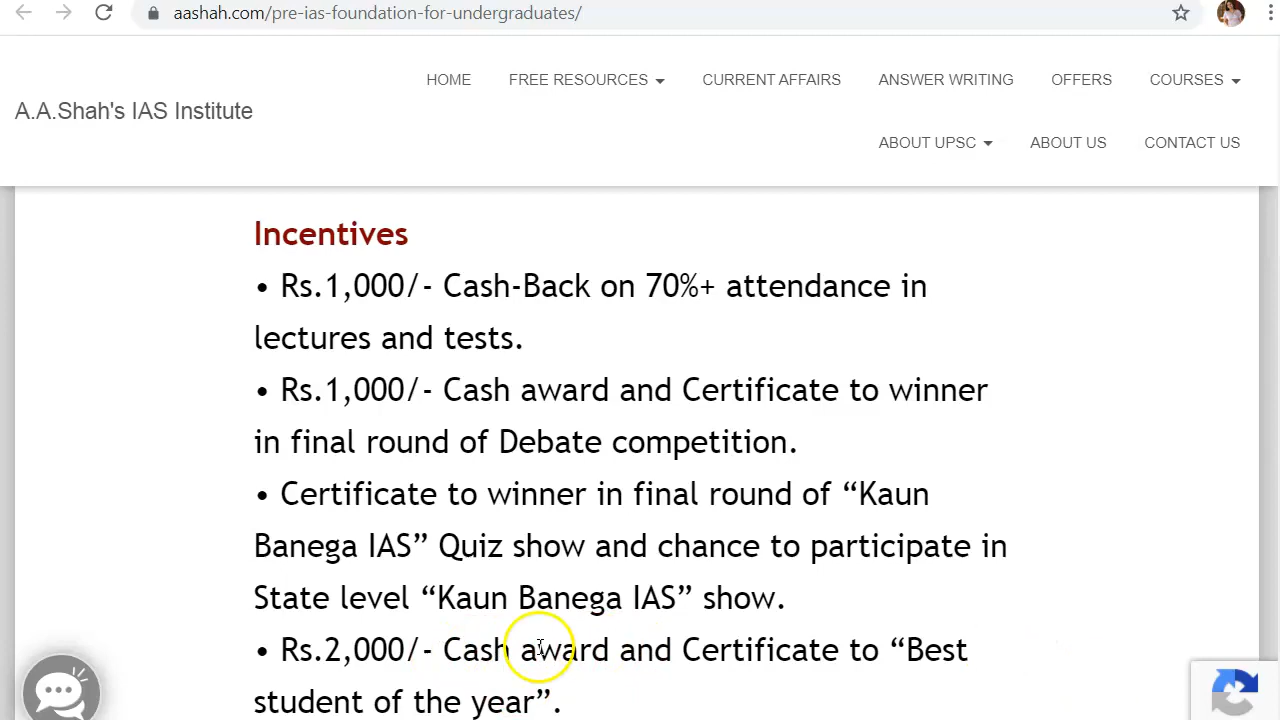 aashah.com/pre-ias-foundation-for-undergraduates/
HOME FREE RESOURCES CURRENT AFFAIRS ANSWER WRITING OFFERS COURSES
A.A.Shah's IAS Institute
ABOUT UPSC ABOUT US CONTACT US
Incentives
• Rs.1,000/- Cash-Back on 70%+ attendance in
lectures and tests.
• Rs.1,000/- Cash award and Certificate to winner
in final round of Debate competition.
• Certificate to winner in final round of “Kaun
Banega IAS” Quiz show and chance to participate in
State level “Kaun Banega IAS” show.
• Rs.2,000/- Cash award and Certificate to “Best
student of the year”.